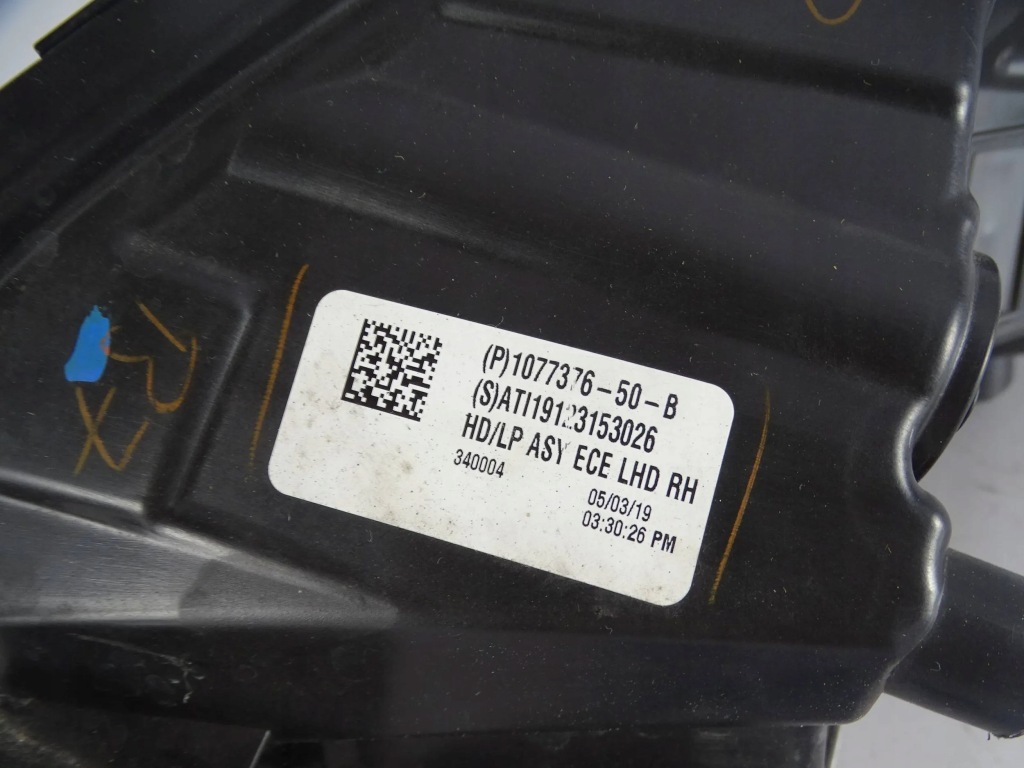 (P)1077376-50-B
(S)ATI19123153026
HD/LP ASY ECE LHD RH
340004
05/03/19
03:30:26 PM